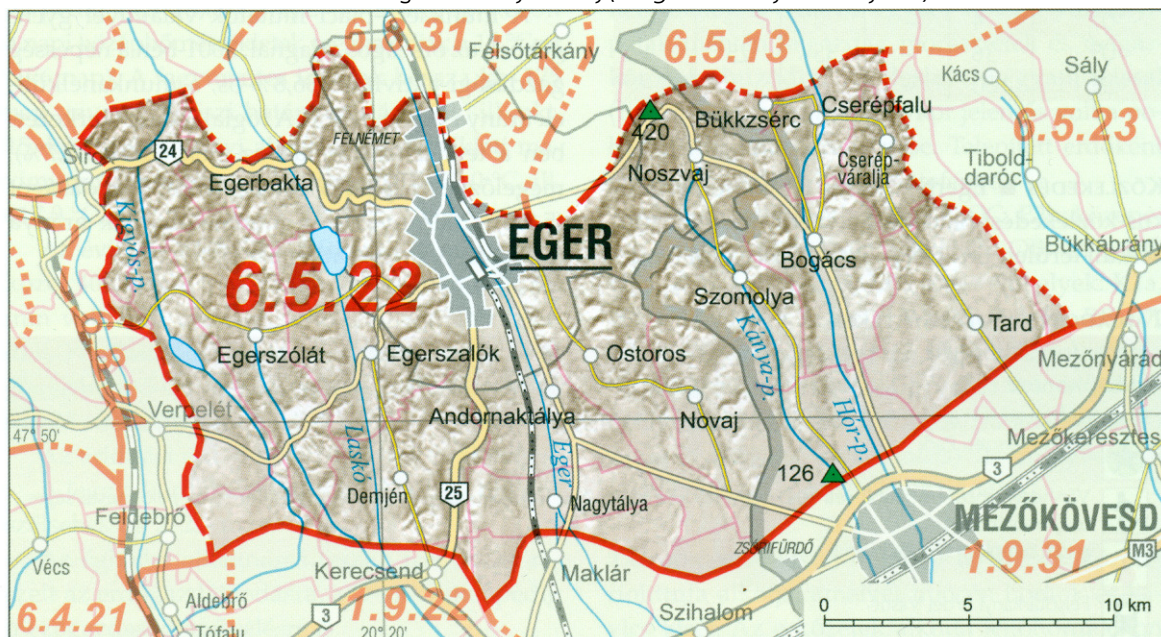 6.5.13
Felsőtárkány
Kács
Sály
6.5.21
Cserépfalu
Bükkzsérc
420
FELNÉMET
6.5.23
24
Sirok
Egerbakta
Noszvaj
Cserép-
váralja
Tibold-
daróc
Kövös-p.
EGER
Bogács
Bükkábrány
6.5.22
Szomolya
Kánya-p.
Tard
Egerszólát
Egerszalók
Ostoros
Mezőnyárád
Verpelét
Andornaktálya
Novaj
Hór-p.
47° 50'
Laskó
Eger
Mezőkeresztes
126
3
Demjén
25
Nagytálya
Feldebrő
MEZŐKÖVESD
ZSÓRIFÜRDŐ
Vécs
Kerecsend
Maklár
1.9.31
M3
6.4.21
Aldebrő
3
1.9.22
Szihalom
0 5 10 km
Tófalu
20° 20'